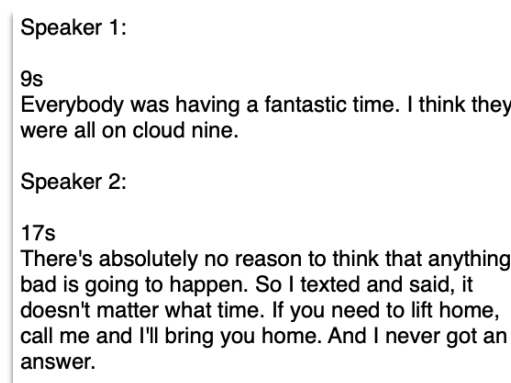 Speaker 1:
9s
Everybody was having a fantastic time. I think they
were all on cloud nine.
Speaker 2:
17s
There's absolutely no reason to think that anything
bad is going to happen. So I texted and said, it
doesn't matter what time. If you need to lift home,
call me and I'll bring you home. And I never got an
answer.